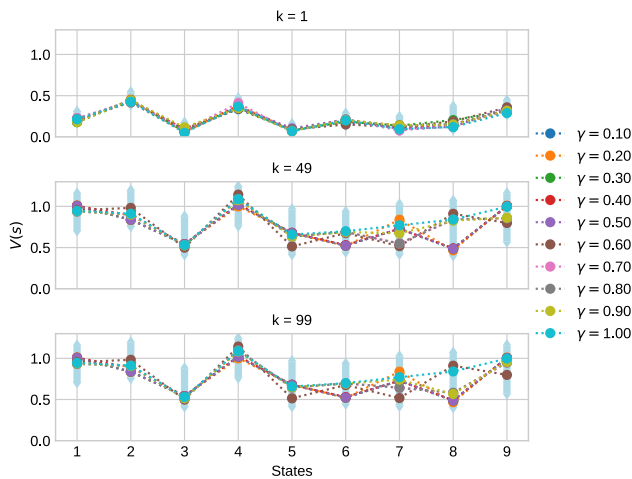 k = 1
1.0
0.5
0.0
k = 49
1.0
0.5
0.0
V(s)
k = 99
1.0
0.5
0.0
1 2 3 4 5 6 7 8 9
States
γ = 0.10
γ = 0.20
γ = 0.30
γ = 0.40
γ = 0.50
γ = 0.60
γ = 0.70
γ = 0.80
γ = 0.90
γ = 1.00